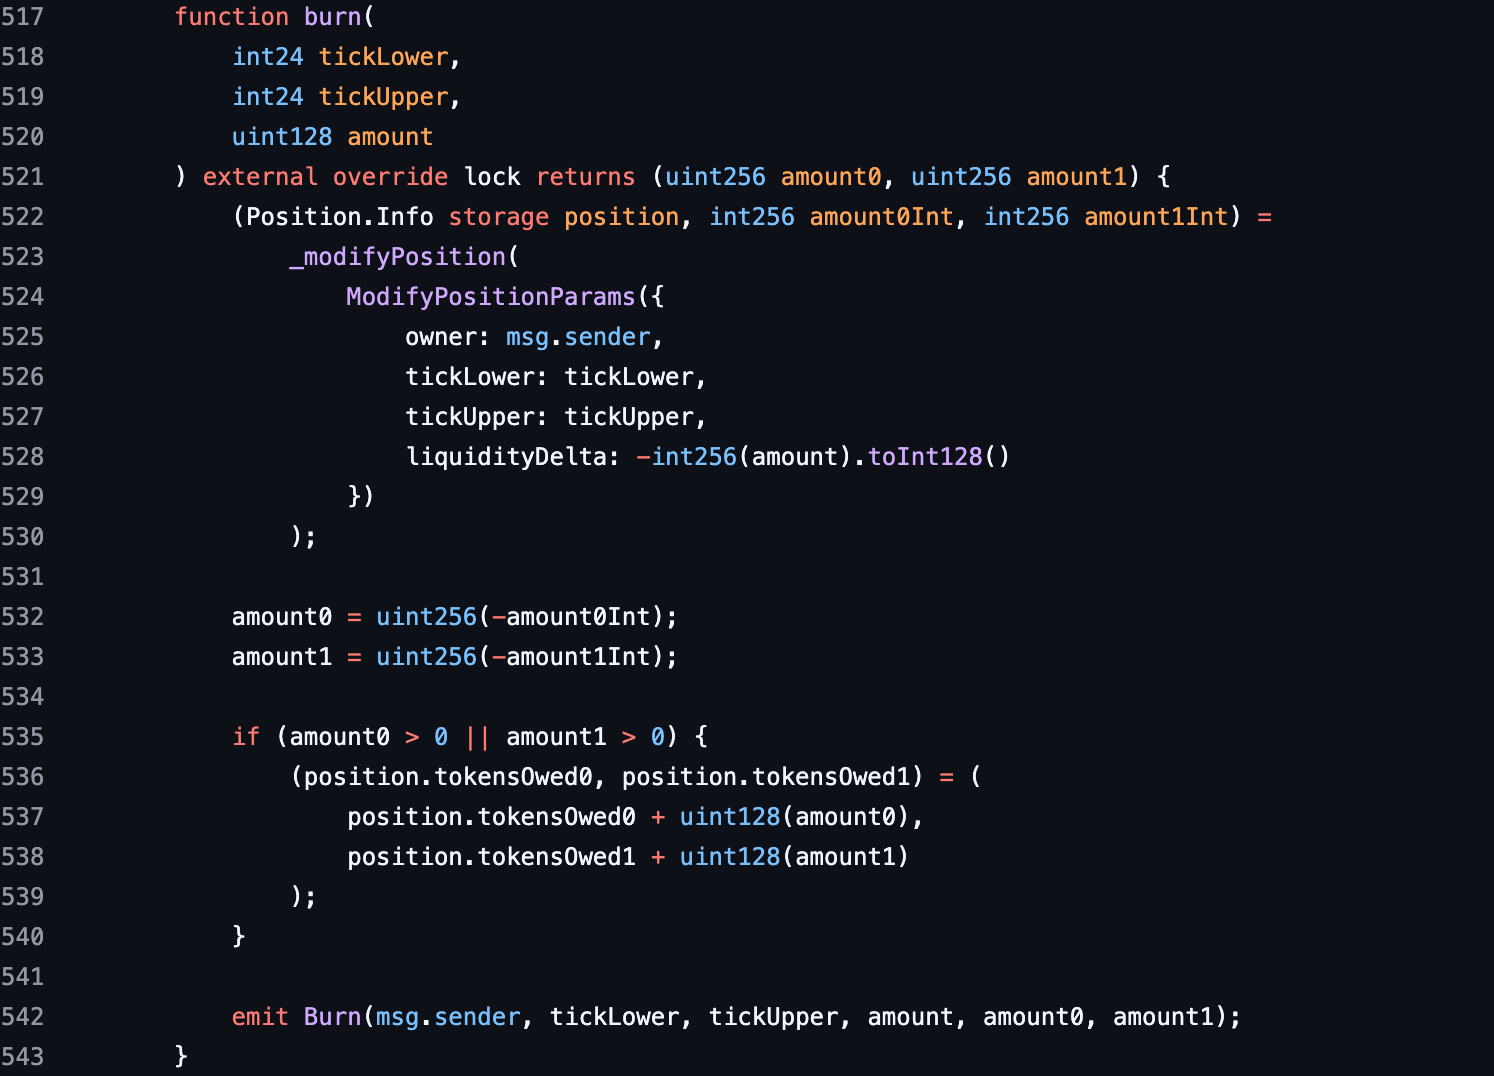 517 function burn(
518 int24 tickLower,
519 int24 tickUpper,
520 uint128 amount
521 ) external override lock returns (uint256 amount0, uint256 amount1) {
522 (Position.Info storage position, int256 amount0Int, int256 amount1Int) =
523 _modifyPosition(
524 ModifyPositionParams({
525 owner: msg.sender,
526 tickLower: tickLower,
527 tickUpper: tickUpper,
528 liquidityDelta: -int256(amount).toInt128()
529 })
530 );
531
532 amount0 = uint256(-amount0Int);
533 amount1 = uint256(-amount1Int);
534
535 if (amount0 > 0 || amount1 > 0) {
536 (position.tokensOwed0, position.tokensOwed1) = (
537 position.tokensOwed0 + uint128(amount0),
538 position.tokensOwed1 + uint128(amount1)
539 );
540 }
541
542 emit Burn(msg.sender, tickLower, tickUpper, amount, amount0, amount1);
543 }